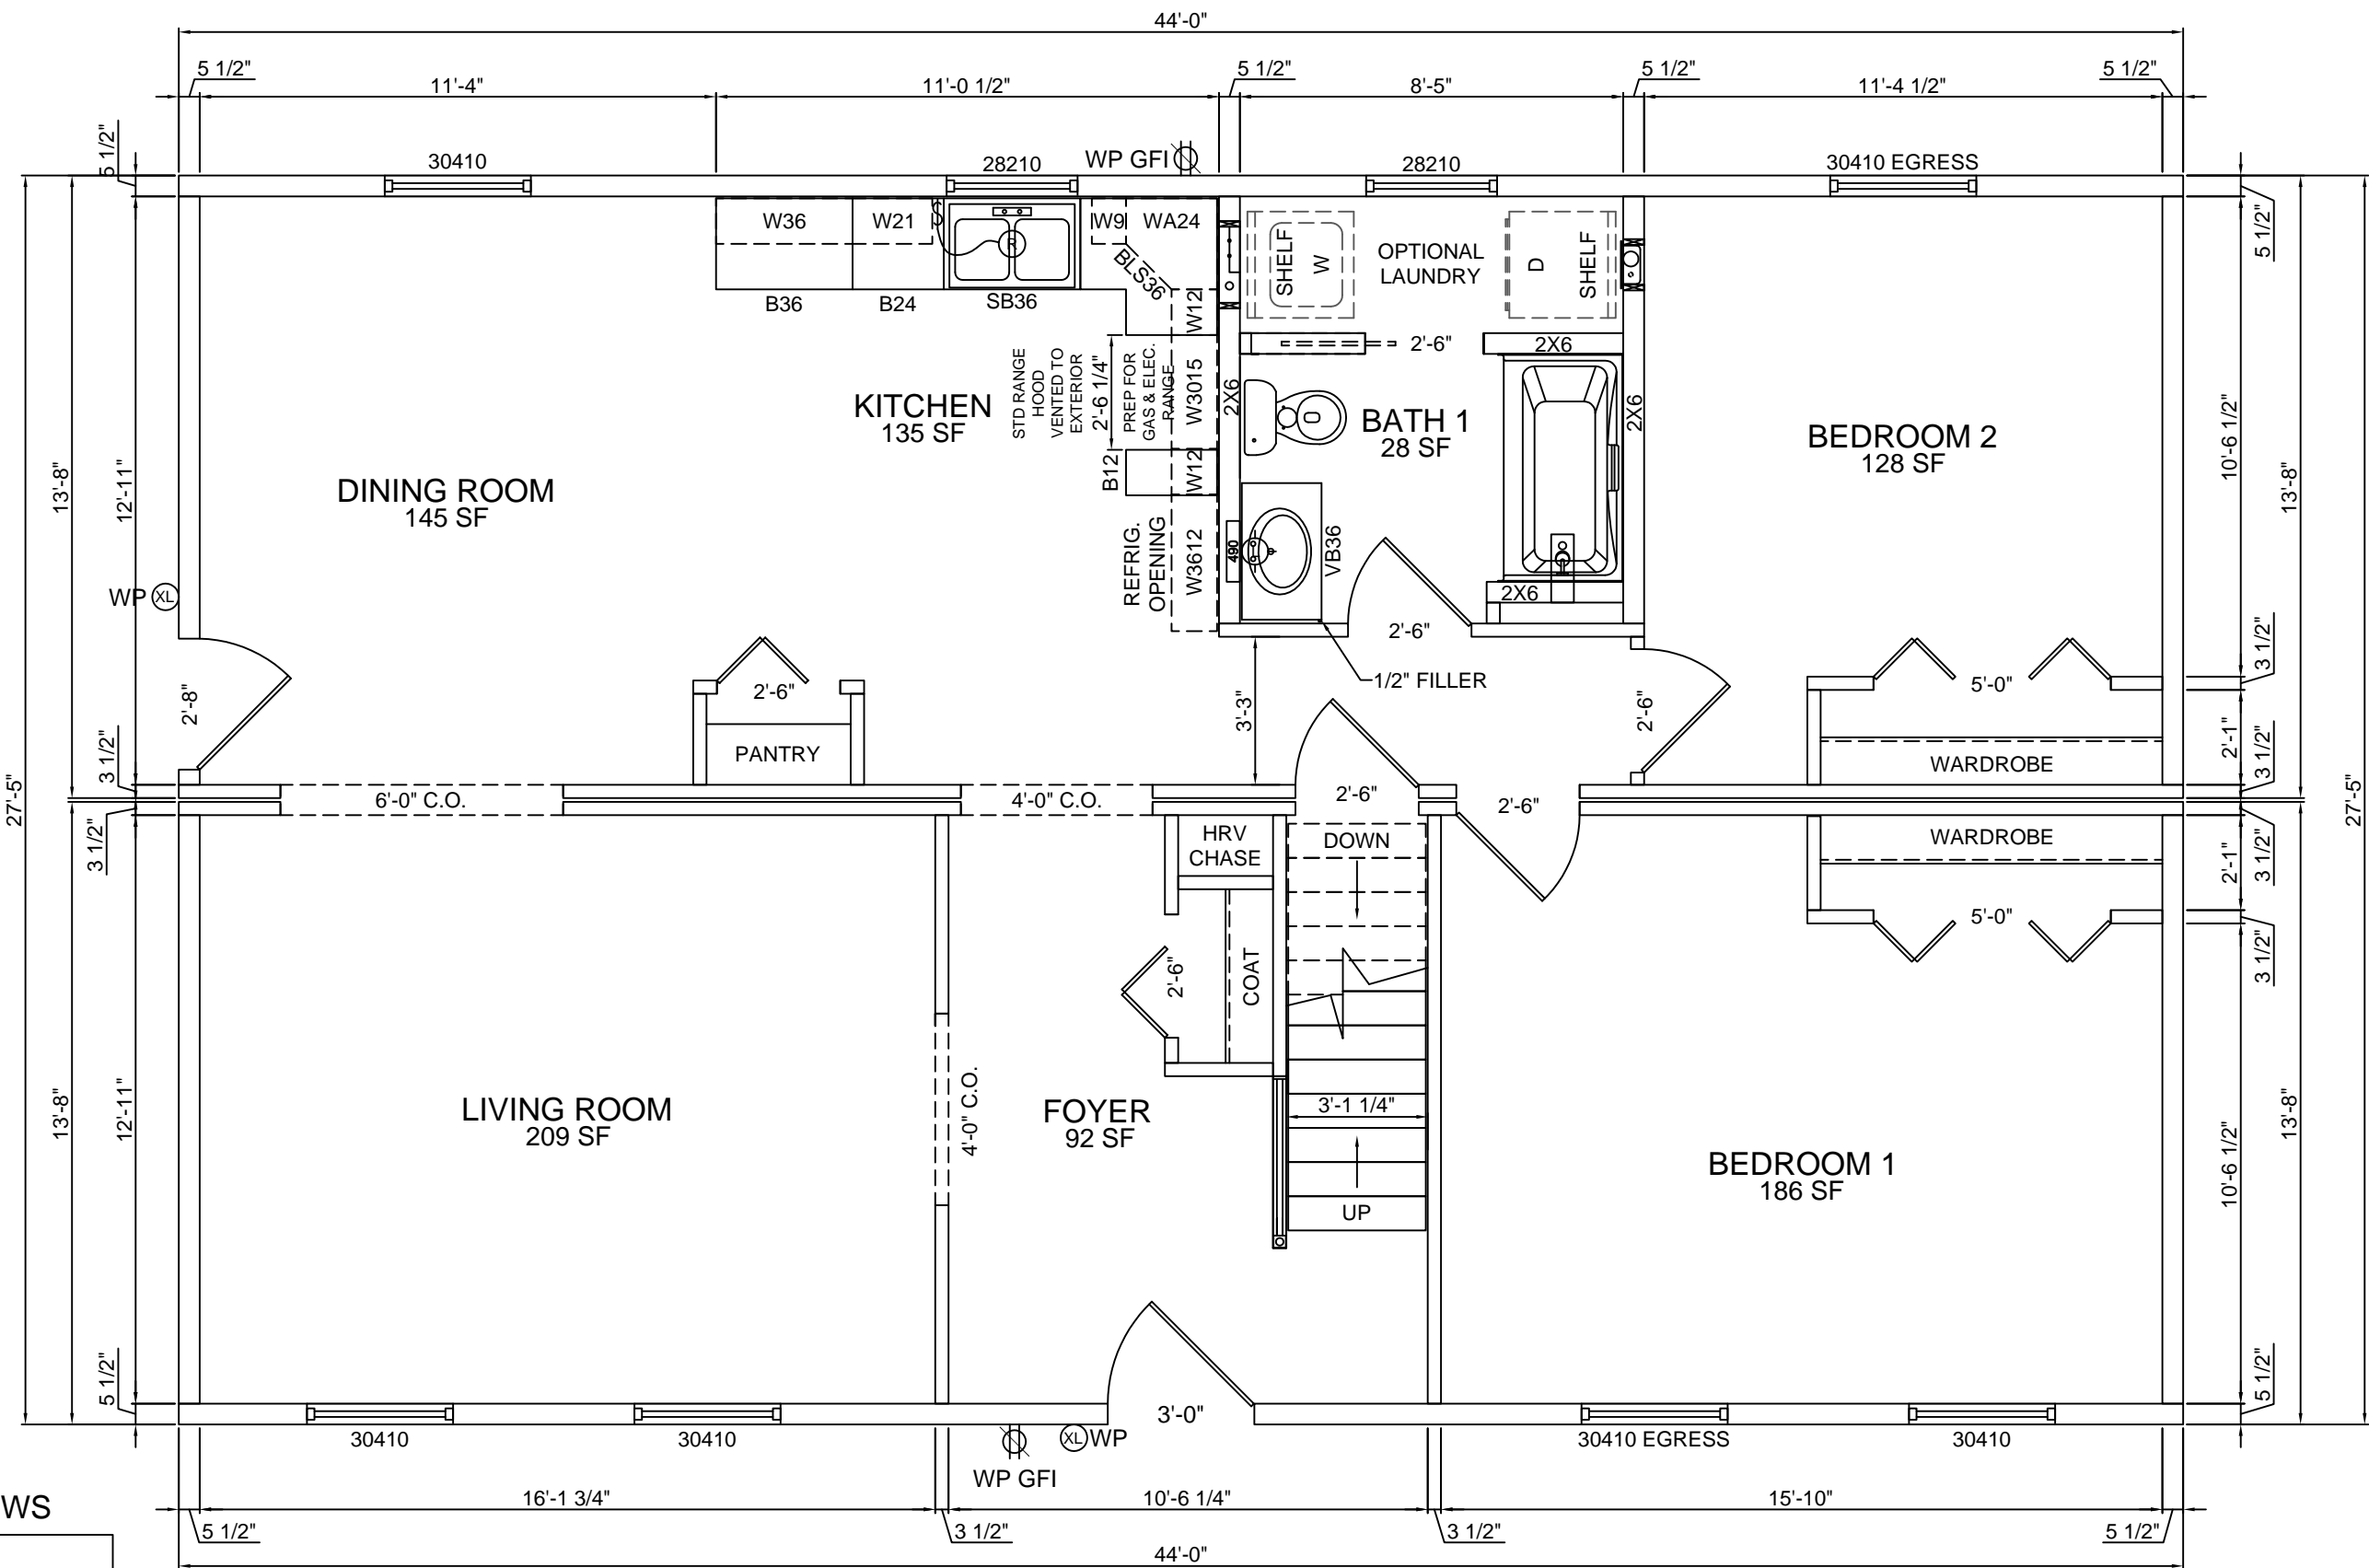 44'-0"
5 1/2"
11'-4"
11'-0 1/2"
5 1/2"
8'-5"
5 1/2"
11'-4 1/2"
5 1/2"
5 1/2"
30410
28210
WP GFI
28210
30410 EGRESS
5 1/2"
W36
W21
R
W9
WA24
BLS36
W12
B36
B24
SB36
SHELF
W
OPTIONAL
LAUNDRY
D
SHELF
2'-6"
2X6
STD RANGE
HOOD
VENTED TO
EXTERIOR
2'-6 1/4"
PREP FOR
GAS & ELEC.
RANGE
W3015
2X6
2X6
KITCHEN
135 SF
BATH 1
28 SF
BEDROOM 2
128 SF
10'-6 1/2"
13'-8"
13'-8"
12'-11"
DINING ROOM
145 SF
B12
W12
REFRIG.
OPENING
W3612
490
VB36
2X6
WP XL
2'-6"
1/2" FILLER
3 1/2"
2'-8"
2'-6"
PANTRY
3'-3"
2'-6"
5'-0"
2'-1"
3 1/2"
WARDROBE
3 1/2"
27'-5"
6'-0" C.O.
4'-0" C.O.
2'-6"
2'-6"
27'-5"
3 1/2"
HRV
CHASE
DOWN
WARDROBE
2'-1"
3 1/2"
5'-0"
3 1/2"
2'-6"
COAT
13'-8"
12'-11"
LIVING ROOM
209 SF
4'-0" C.O.
FOYER
92 SF
3'-1 1/4"
UP
BEDROOM 1
186 SF
10'-6 1/2"
13'-8"
5 1/2"
5 1/2"
3'-0"
30410
30410
XL WP
WP GFI
30410 EGRESS
30410
WS
16'-1 3/4"
10'-6 1/4"
15'-10"
5 1/2"
3 1/2"
3 1/2"
5 1/2"
44'-0"